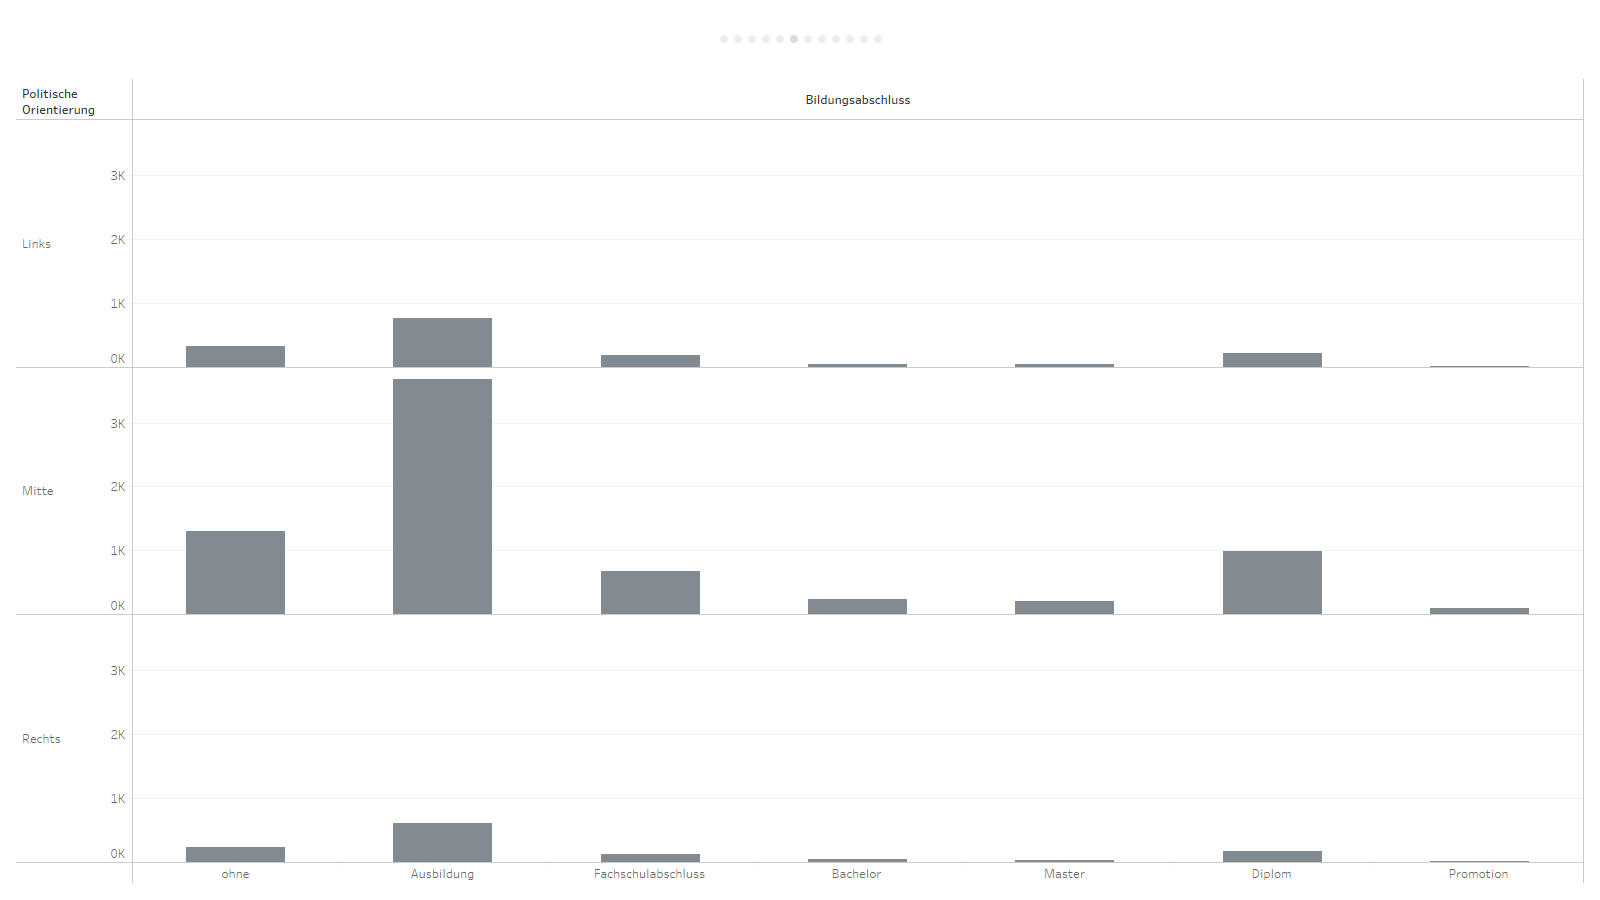 Politische
Orientierung
Bildungsabschluss
Links
3K
2K
1K
0K
Mitte
3K
2K
1K
0K
Rechts
3K
2K
1K
0K
ohne Ausbildung Fachschulabschluss Bachelor Master Diplom Promotion